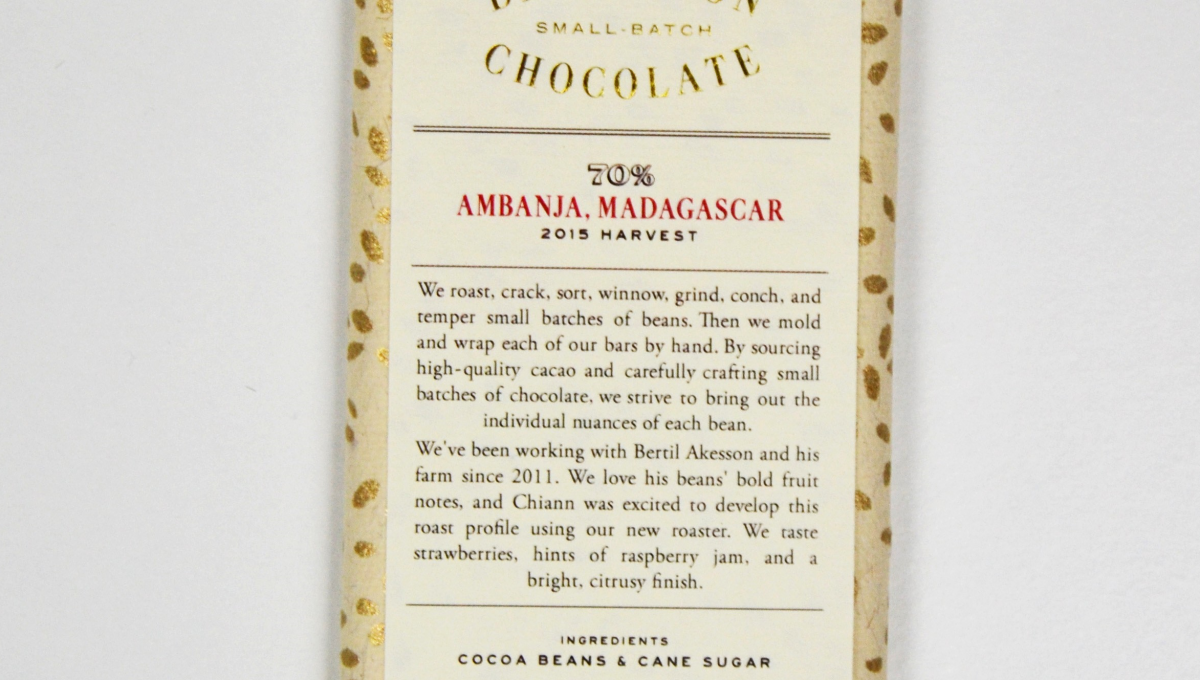 SMALL-BATCH
CHOCOLATE
70%
AMBANJA, MADAGASCAR
2015 HARVEST
We roast, crack, sort, winnow, grind, conch, and
temper small batches of beans. Then we mold
and wrap each of our bars by hand. By sourcing
high-quality cacao and carefully crafting small
batches of chocolate, we strive to bring out the
individual nuances of each bean.
We've been working with Bertil Akesson and his
farm since 2011. We love his beans' bold fruit
notes, and Chiann was excited to develop this
roast profile using our new roaster. We taste
strawberries, hints of raspberry jam, and a
bright, citrusy finish.
INGREDIENTS
COCOA BEANS & CANE SUGAR